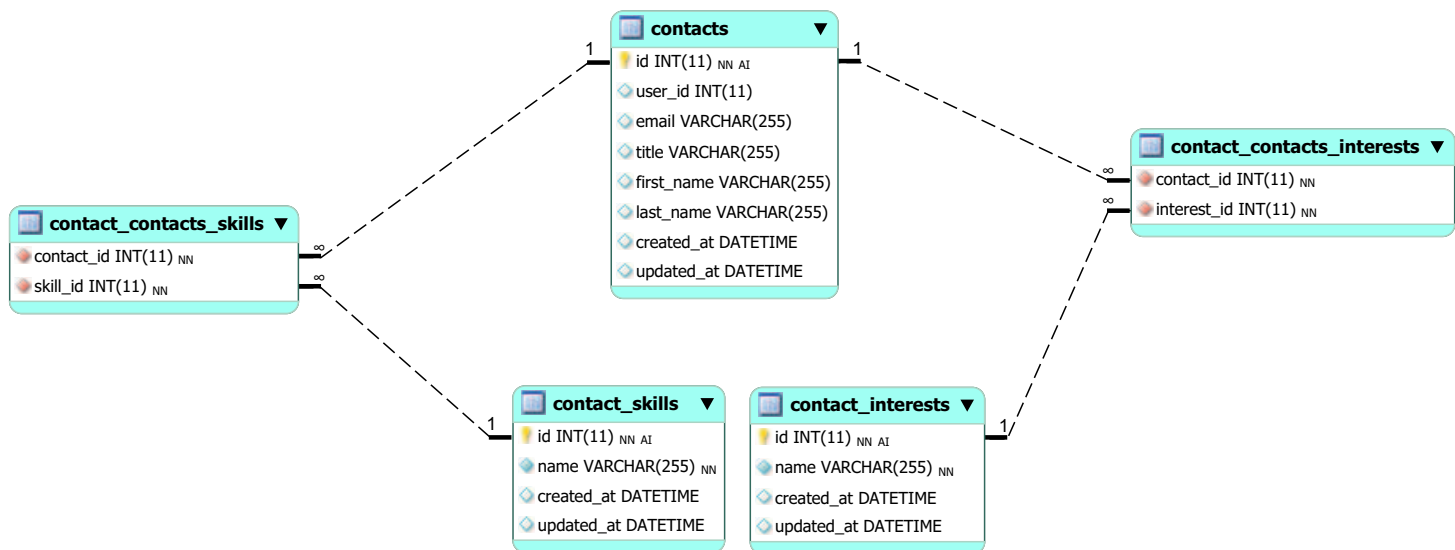 contacts
id INT(11) NN AI
user_id INT(11)
email VARCHAR(255)
title VARCHAR(255)
first_name VARCHAR(255)
last_name VARCHAR(255)
created_at DATETIME
updated_at DATETIME
1
1
contact_contacts_interests
contact_id INT(11) NN
interest_id INT(11) NN
∞
∞
contact_contacts_skills
contact_id INT(11) NN
skill_id INT(11) NN
∞
∞
contact_skills
id INT(11) NN AI
name VARCHAR(255) NN
created_at DATETIME
updated_at DATETIME
1
contact_interests
id INT(11) NN AI
name VARCHAR(255) NN
created_at DATETIME
updated_at DATETIME
1